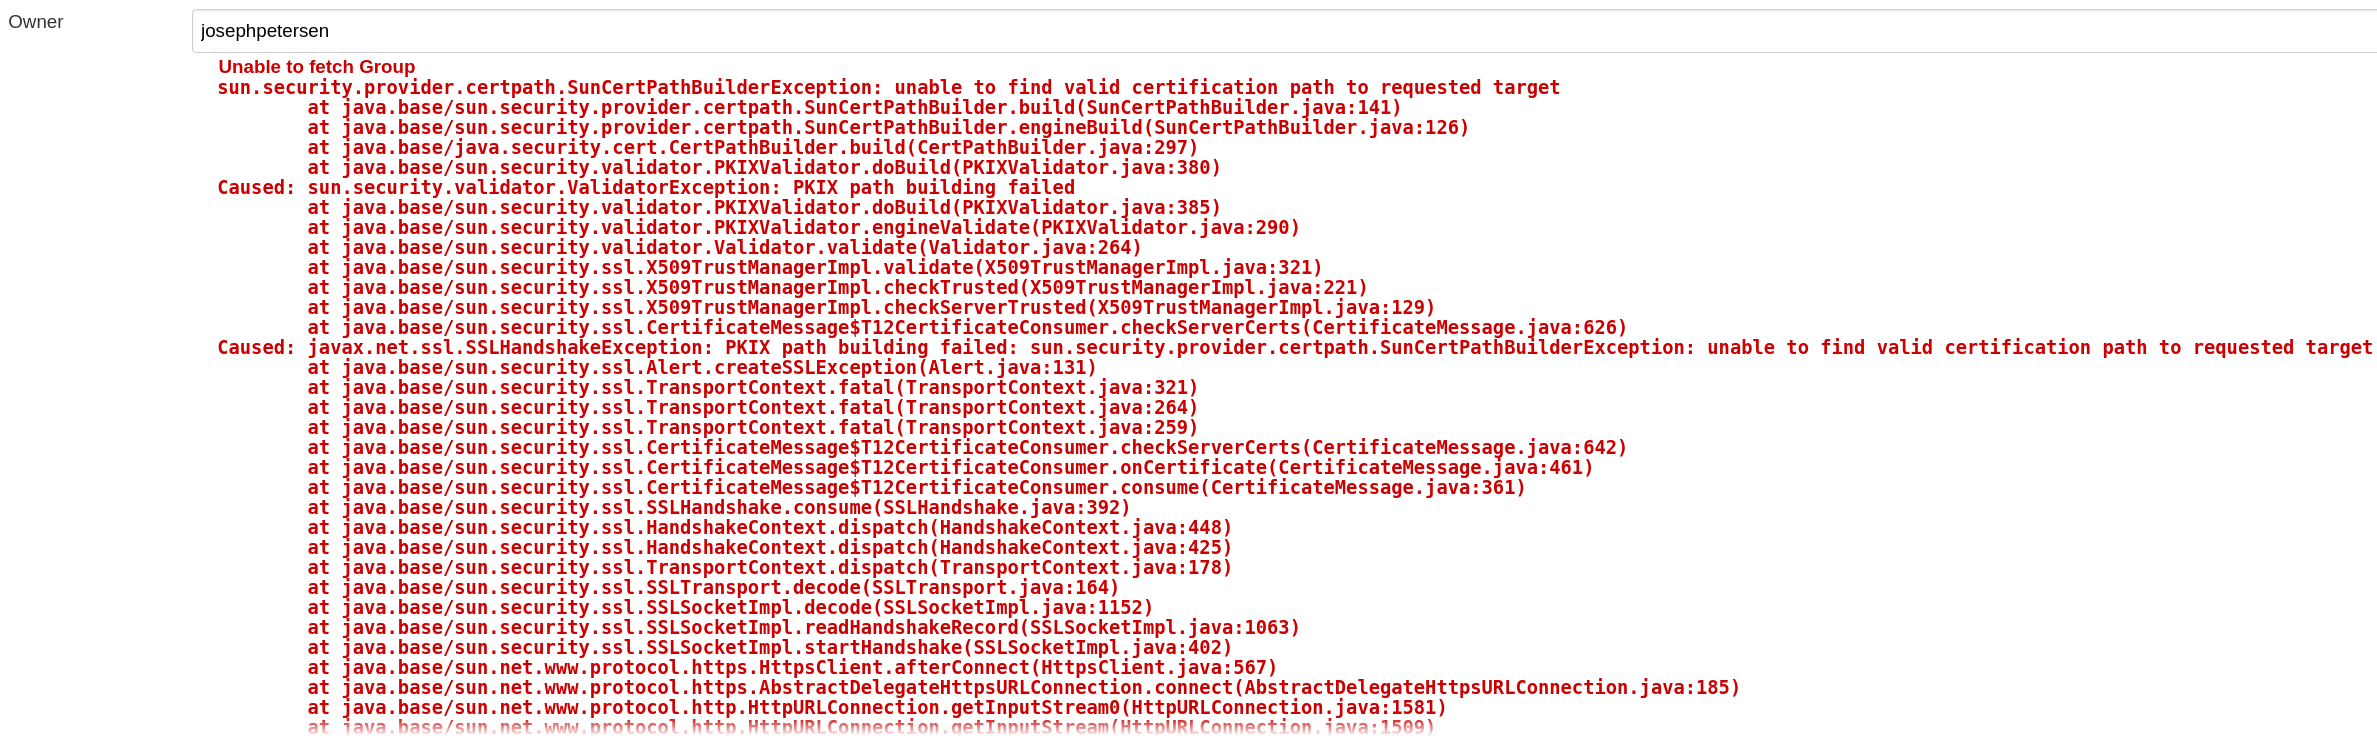 Owner
josephpetersen
Unable to fetch Group
sun.security.provider.certpath.SunCertPathBuilderException: unable to find valid certification path to requested target
at java.base/sun.security.provider.certpath.SunCertPathBuilder.build(SunCertPathBuilder.java:141)
at java.base/sun.security.provider.certpath.SunCertPathBuilder.engineBuild(SunCertPathBuilder.java:126)
at java.base/java.security.cert.CertPathBuilder.build(CertPathBuilder.java:297)
at java.base/sun.security.validator.PKIXValidator.doBuild(PKIXValidator.java:380)
Caused: sun.security.validator.ValidatorException: PKIX path building failed
at java.base/sun.security.validator.PKIXValidator.doBuild(PKIXValidator.java:385)
at java.base/sun.security.validator.PKIXValidator.engineValidate(PKIXValidator.java:290)
at java.base/sun.security.validator.Validator.validate(Validator.java:264)
at java.base/sun.security.ssl.X509TrustManagerImpl.validate(X509TrustManagerImpl.java:321)
at java.base/sun.security.ssl.X509TrustManagerImpl.checkTrusted(X509TrustManagerImpl.java:221)
at java.base/sun.security.ssl.X509TrustManagerImpl.checkServerTrusted(X509TrustManagerImpl.java:129)
at java.base/sun.security.ssl.CertificateMessage$T12CertificateConsumer.checkServerCerts(CertificateMessage.java:626)
Caused: javax.net.ssl.SSLHandshakeException: PKIX path building failed: sun.security.provider.certpath.SunCertPathBuilderException: unable to find valid certification path to requested target
at java.base/sun.security.ssl.Alert.createSSLException(Alert.java:131)
at java.base/sun.security.ssl.TransportContext.fatal(TransportContext.java:321)
at java.base/sun.security.ssl.TransportContext.fatal(TransportContext.java:264)
at java.base/sun.security.ssl.TransportContext.fatal(TransportContext.java:259)
at java.base/sun.security.ssl.CertificateMessage$T12CertificateConsumer.checkServerCerts(CertificateMessage.java:642)
at java.base/sun.security.ssl.CertificateMessage$T12CertificateConsumer.onCertificate(CertificateMessage.java:461)
at java.base/sun.security.ssl.CertificateMessage$T12CertificateConsumer.consume(CertificateMessage.java:361)
at java.base/sun.security.ssl.SSLHandshake.consume(SSLHandshake.java:392)
at java.base/sun.security.ssl.HandshakeContext.dispatch(HandshakeContext.java:448)
at java.base/sun.security.ssl.HandshakeContext.dispatch(HandshakeContext.java:425)
at java.base/sun.security.ssl.TransportContext.dispatch(TransportContext.java:178)
at java.base/sun.security.ssl.SSLTransport.decode(SSLTransport.java:164)
at java.base/sun.security.ssl.SSLSocketImpl.decode(SSLSocketImpl.java:1152)
at java.base/sun.security.ssl.SSLSocketImpl.readHandshakeRecord(SSLSocketImpl.java:1063)
at java.base/sun.security.ssl.SSLSocketImpl.startHandshake(SSLSocketImpl.java:402)
at java.base/sun.net.www.protocol.https.HttpsClient.afterConnect(HttpsClient.java:567)
at java.base/sun.net.www.protocol.https.AbstractDelegateHttpsURLConnection.connect(AbstractDelegateHttpsURLConnection.java:185)
at java.base/sun.net.www.protocol.http.HttpURLConnection.getInputStream0(HttpURLConnection.java:1581)
at java.base/sun.net.www.protocol.http.HttpURLConnection.getInputStream(HttpURLConnection.java:1509)